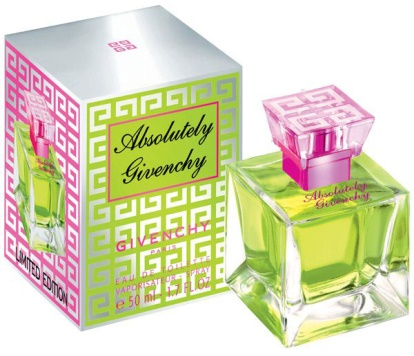 Absolutely
Givenchy
GIVENCHY
PARIS
EAU DE TOILETTE
VAPORISATEUR SPRAY
e 50 ml - 1.7 Fl.Oz
LIMITED EDITION
Absolutely
Givenchy